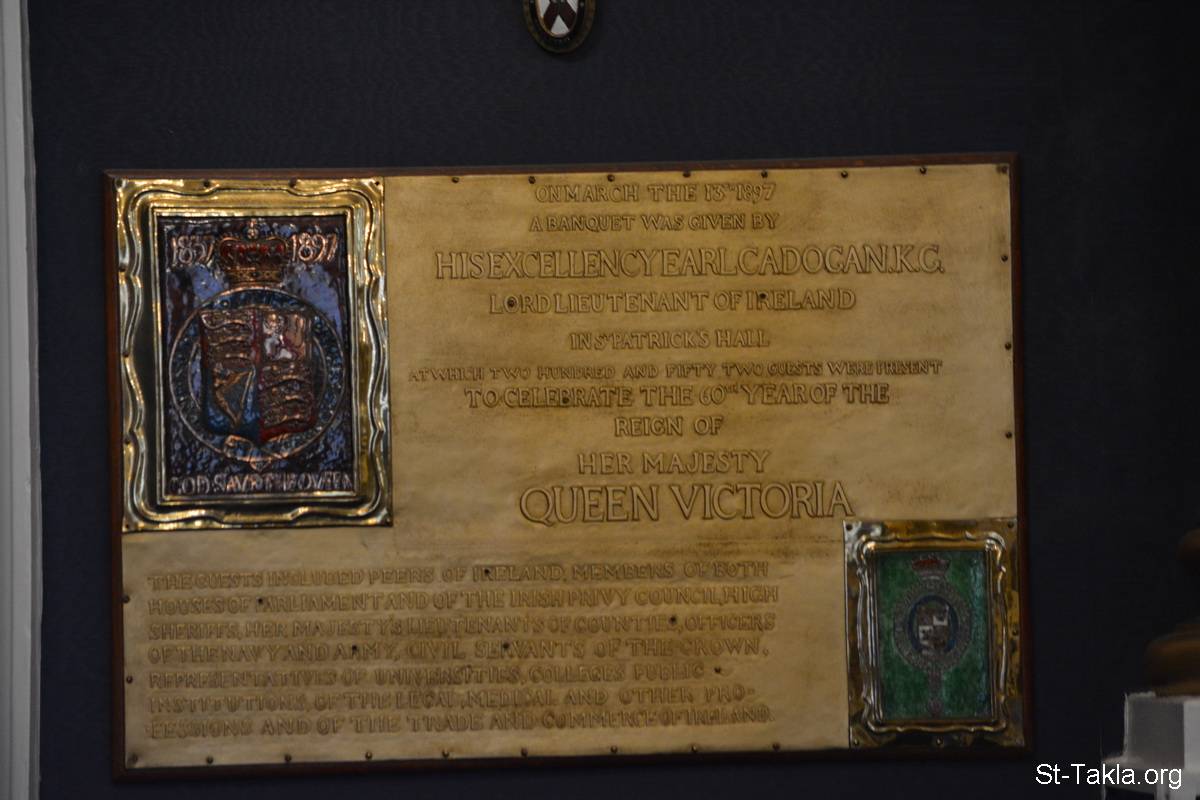 1837 1897
GOD SAVE THE QUEEN
ON MARCH THE 13TH 1897
A BANQUET WAS GIVEN BY
HIS EXCELLENCY EARL CADOGAN. K.G.
LORD LIEUTENANT OF IRELAND
IN ST PATRICK'S HALL
AT WHICH TWO HUNDRED AND FIFTY TWO GUESTS WERE PRESENT
TO CELEBRATE THE 60TH YEAR OF THE
REIGN OF
HER MAJESTY
QUEEN VICTORIA
THE GUESTS INCLUDED PEERS OF IRELAND, MEMBERS OF BOTH
HOUSES OF PARLIAMENT AND OF THE IRISH PRIVY COUNCIL, HIGH
SHERIFFS, HER MAJESTY'S LIEUTENANTS OF COUNTIES, OFFICERS
OF THE NAVY AND ARMY, CIVIL SERVANTS OF THE CROWN,
REPRESENTATIVES OF UNIVERSITIES, COLLEGES PUBLIC
INSTITUTIONS, OF THE LEGAL, MEDICAL AND OTHER PRO-
FESSIONS AND OF THE TRADE AND COMMERCE OF IRELAND.
St-Takla.org